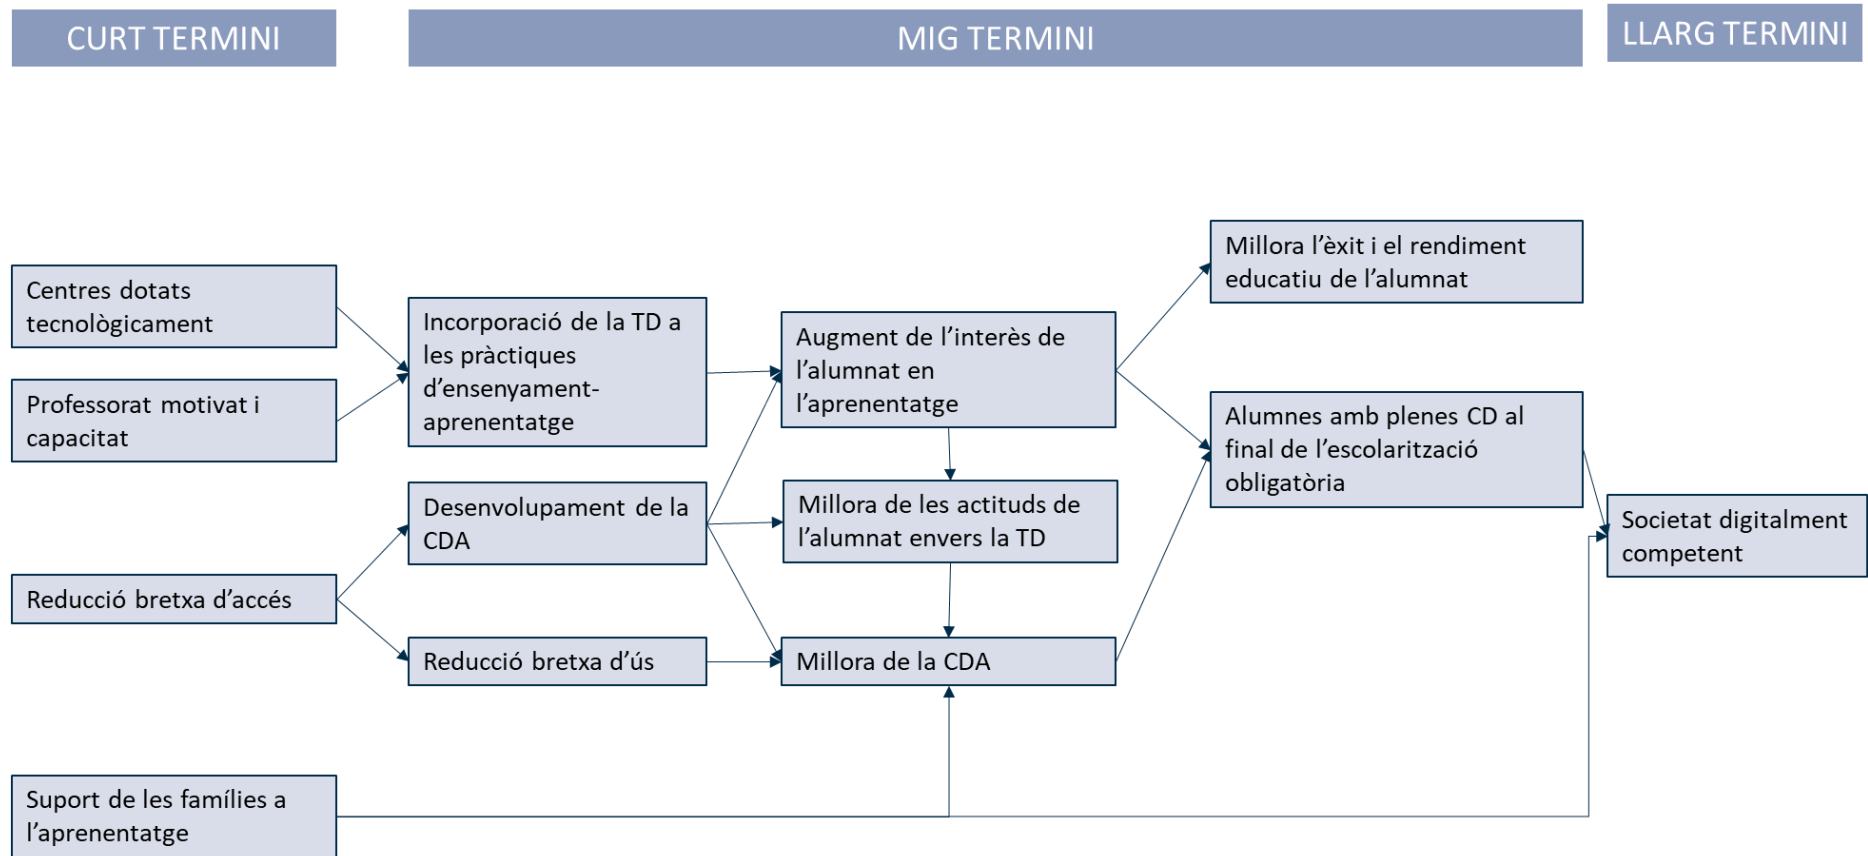 CURT TERMINI
MIG TERMINI
LLARG TERMINI
Centres dotats
tecnològicament
Professorat motivat i
capacitat
Reducció bretxa d'accés
Suport de les famílies a
l'aprenentatge
Incorporació de la TD a
les pràctiques
d'ensenyament-
aprenentatge
Desenvolupament de la
CDA
Reducció bretxa d'ús
Augment de l'interès de
l'alumnat en
l'aprenentatge
Millora de les actituds de
l'alumnat envers la TD
Millora de la CDA
Millora l'èxit i el rendiment
educatiu de l'alumnat
Alumnes amb plenes CD al
final de l'escolarització
obligatòria
Societat digitalment
competent